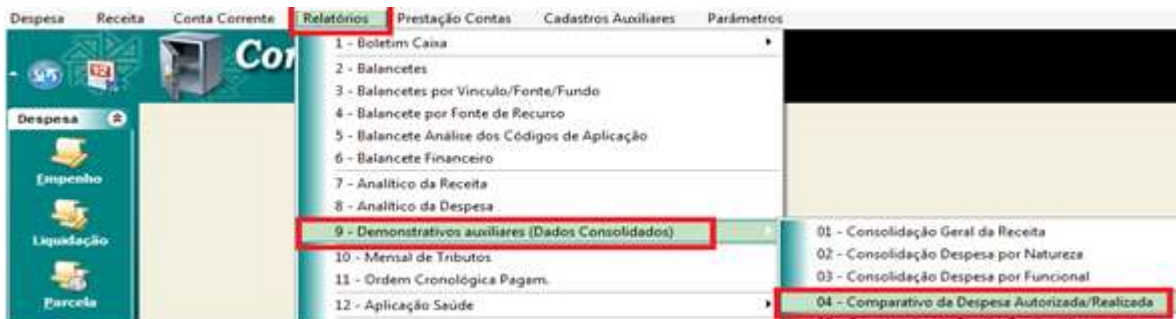 Despesa Receita Conta Corrente Relatórios Prestação Contas Cadastros Auxiliares Parâmetros
1 - Boletim Caixa
2 - Balancetes
3 - Balancetes por Vinculo/Fonte/Fundo
4 - Balancete por Fonte de Recurso
5 - Balancete Análise dos Códigos de Aplicação
6 - Balancete Financeiro
7 - Analítico da Receita
8 - Analítico da Despesa
9 - Demonstrativos auxiliares (Dados Consolidados)
10 - Mensal de Tributos
11 - Ordem Cronológica Pagam.
12 - Aplicação Saúde
01 - Consolidação Geral da Receita
02 - Consolidação Despesa por Natureza
03 - Consolidação Despesa por Funcional
04 - Comparativo da Despesa Autorizada/Realizada
12
Despesa
Empenho
Liquidação
Parcela